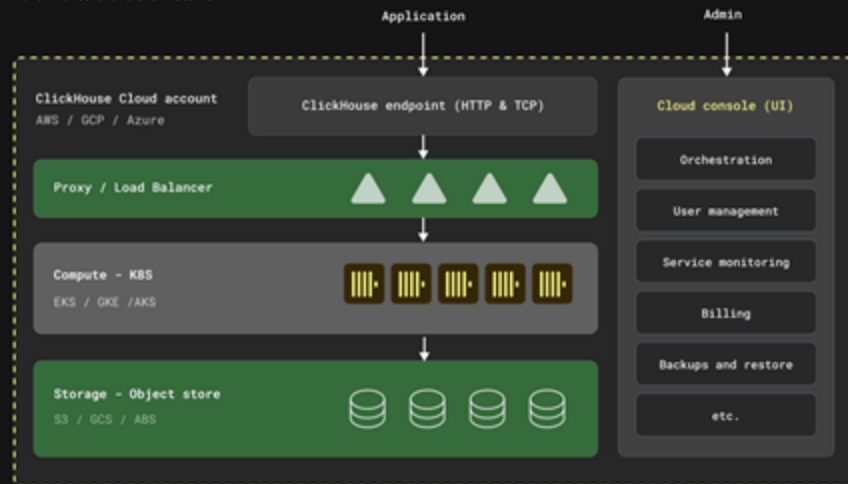 Application
Admin
ClickHouse Cloud account
AWS / GCP / Azure
ClickHouse endpoint (HTTP & TCP)
Proxy / Load Balancer
Compute - K8S
EKS / GKE /AKS
Storage - Object store
S3 / GCS / ABS
Cloud console (UI)
Orchestration
User management
Service monitoring
Billing
Backups and restore
etc.